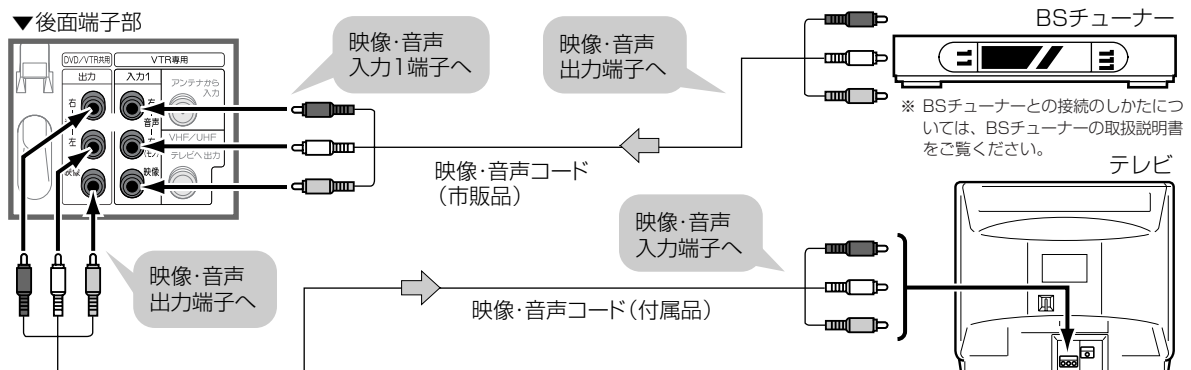 ▼後面端子部
DVD/VTR共用
VTR専用
出力
入力1
アンテナから
入力
右
左
映像
右
音声
左
(モノ)
映像
VHF/UHF
テレビへ出力
映像・音声
入力1端子へ
映像・音声
出力端子へ
BSチューナー
※ BSチューナーとの接続のしかたにつ
いては、BSチューナーの取扱説明書
をご覧ください。
映像・音声コード
(市販品)
テレビ
映像・音声
入力端子へ
映像・音声
出力端子へ
映像・音声コード(付属品)